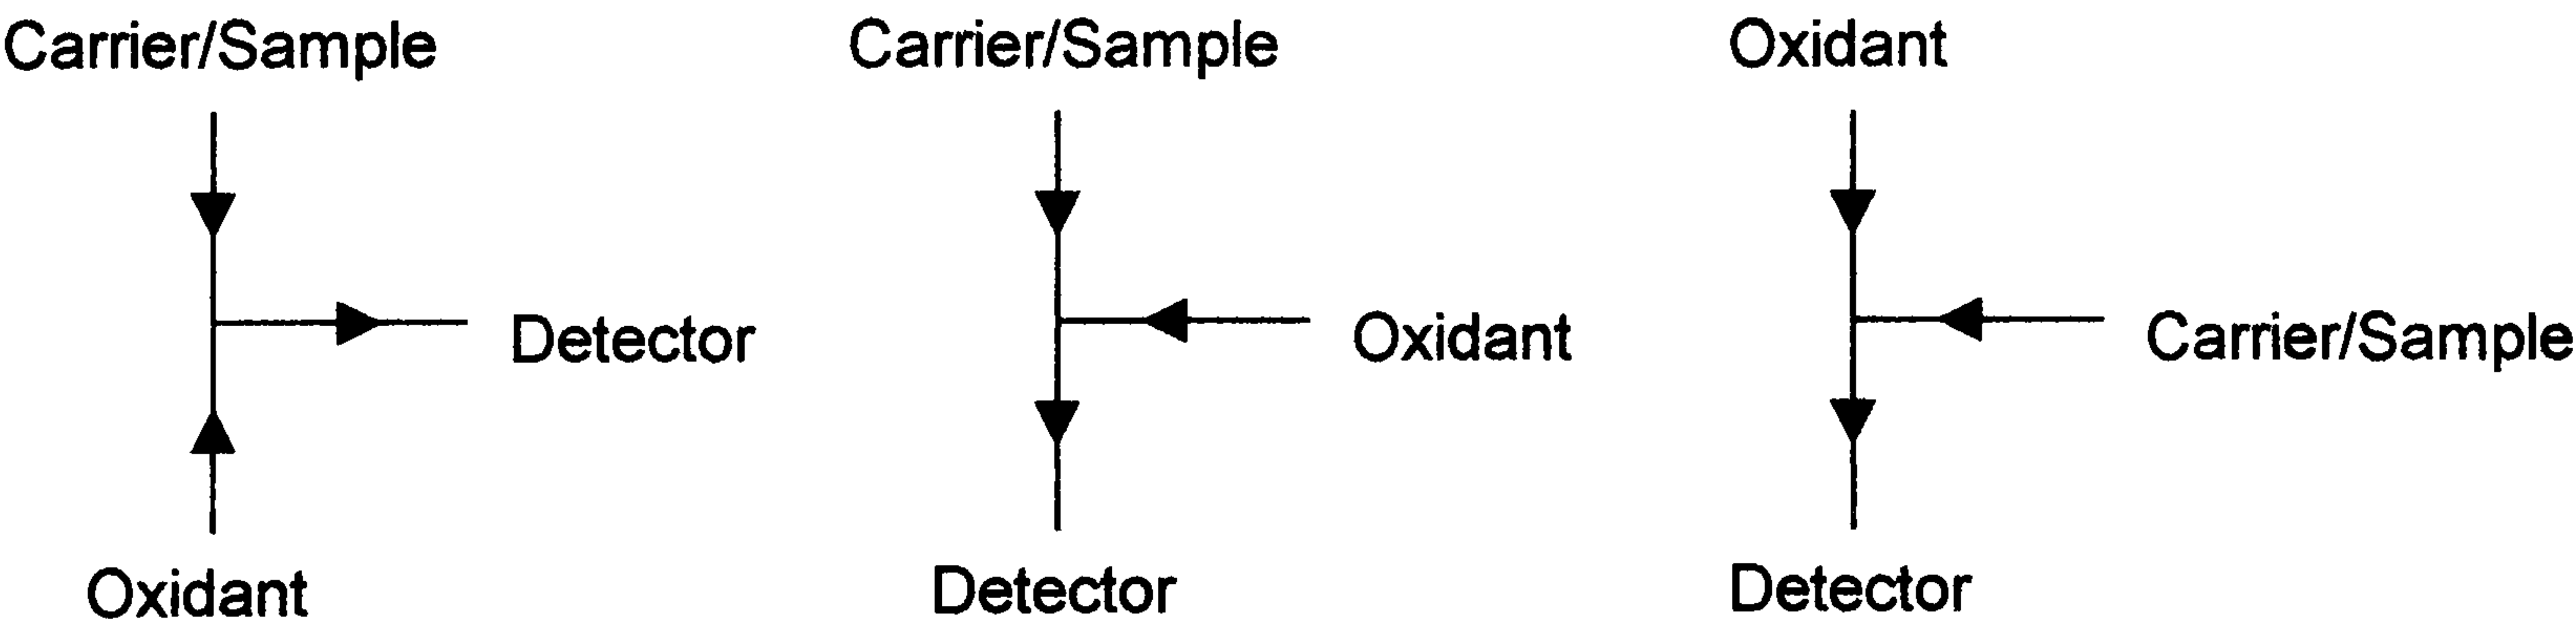 Carrier/Sample
Detector
Oxidant
Carrier/Sample
Oxidant
Detector
Oxidant
Carrier/Sample
Detector